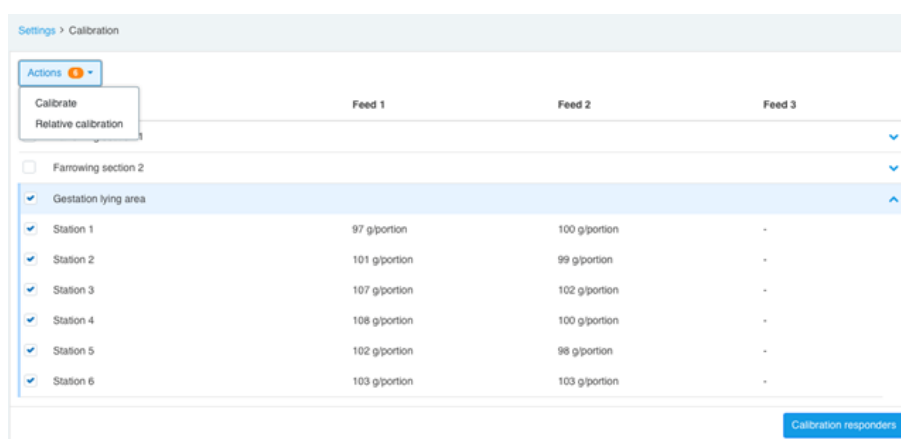 Settings > Calibration
Actions 6
Calibrate
Relative calibration
Feed 1 Feed 2 Feed 3
1
Farrowing section 2
Gestation lying area
Station 1 97 g/portion 100 g/portion -
Station 2 101 g/portion 99 g/portion -
Station 3 107 g/portion 102 g/portion -
Station 4 108 g/portion 100 g/portion -
Station 5 102 g/portion 98 g/portion -
Station 6 103 g/portion 103 g/portion -
Calibration responders